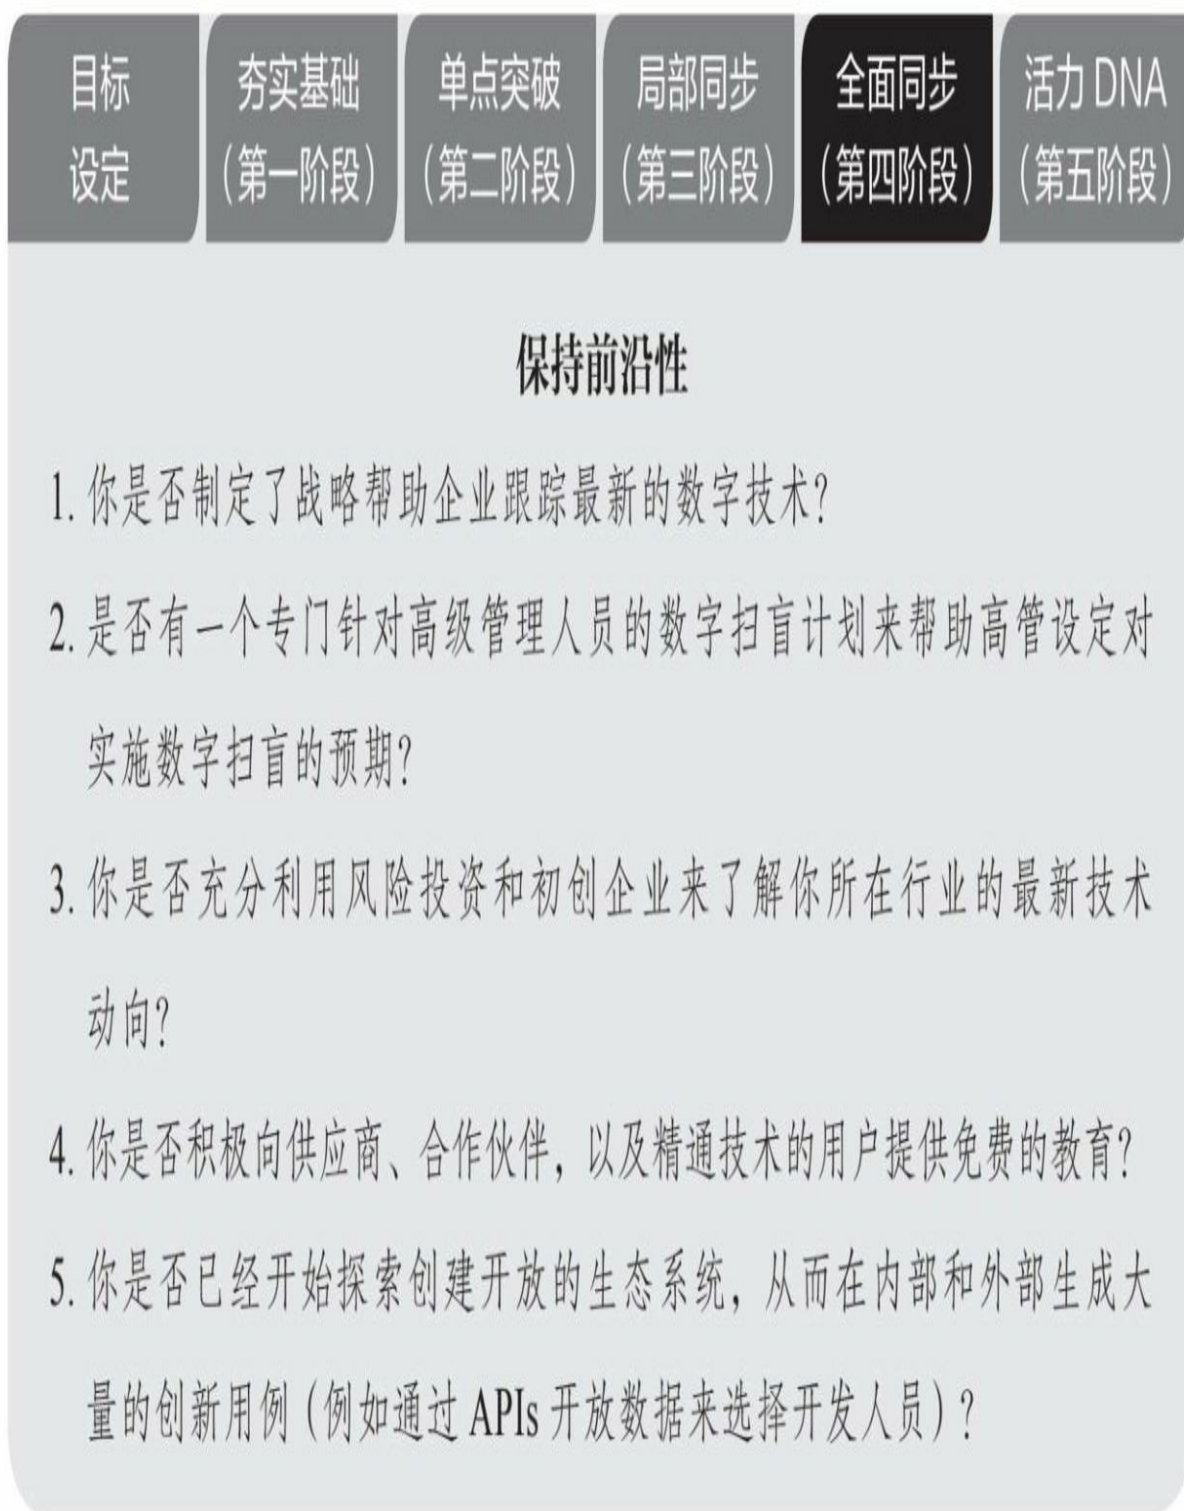 目标
设定
夯实基础
（第一阶段）
单点突破
（第二阶段）
局部同步
（第三阶段）
全面同步
（第四阶段）
活力 DNA
（第五阶段）
保持前沿性
1. 你是否制定了战略帮助企业跟踪最新的数字技术？
2. 是否有一个专门针对高级管理人员的数字扫盲计划来帮助高管设定对
实施数字扫盲的预期？
3. 你是否充分利用风险投资和初创企业来了解你所在行业的最新技术
动向？
4. 你是否积极向供应商、合作伙伴，以及精通技术的用户提供免费的教育？
5. 你是否已经开始探索创建开放的生态系统，从而在内部和外部生成大
量的创新用例（例如通过 APIs 开放数据来选择开发人员）？